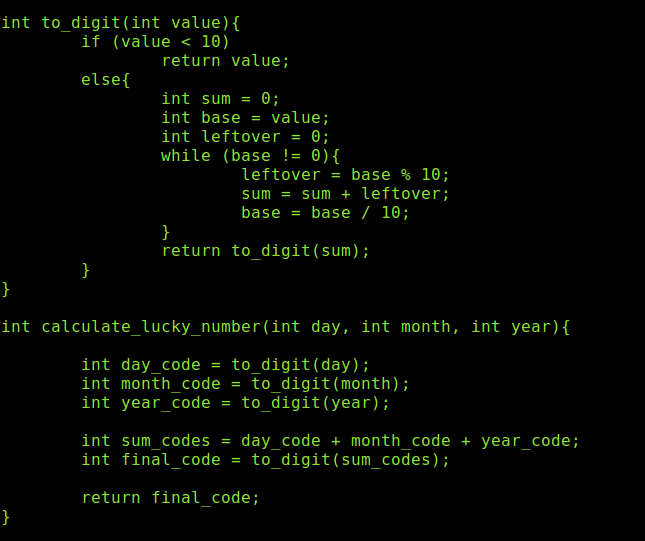 int to_digit(int value){
        if (value < 10)
                return value;
        else{
                int sum = 0;
                int base = value;
                int leftover = 0;
                while (base != 0){
                        leftover = base % 10;
                        sum = sum + leftover;
                        base = base / 10;
                }
                return to_digit(sum);
        }
}

int calculate_lucky_number(int day, int month, int year){

        int day_code = to_digit(day);
        int month_code = to_digit(month);
        int year_code = to_digit(year);

        int sum_codes = day_code + month_code + year_code;
        int final_code = to_digit(sum_codes);

        return final_code;
}